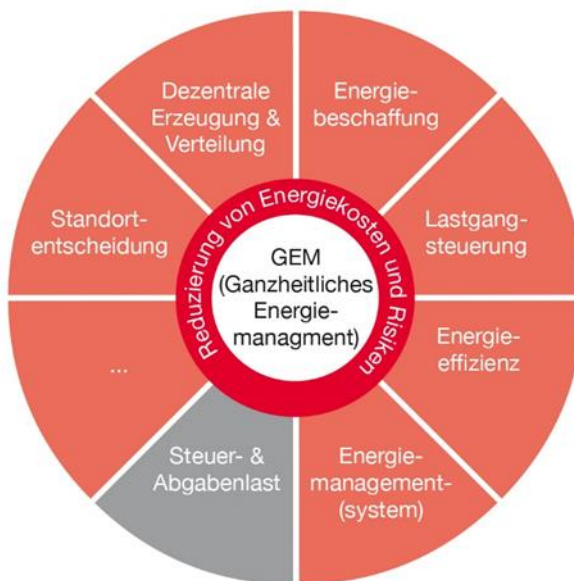 Dezentrale
Erzeugung &
Verteilung
Energie-
beschaffung
Lastgang-
steuerung
Energie-
effizienz
Energie-
management-
(system)
Steuer- &
Abgabenlast
...
Standort-
entscheidung
Reduzierung von Energiekosten und Risiken
GEM
(Ganzheitliches
Energie-
managment)